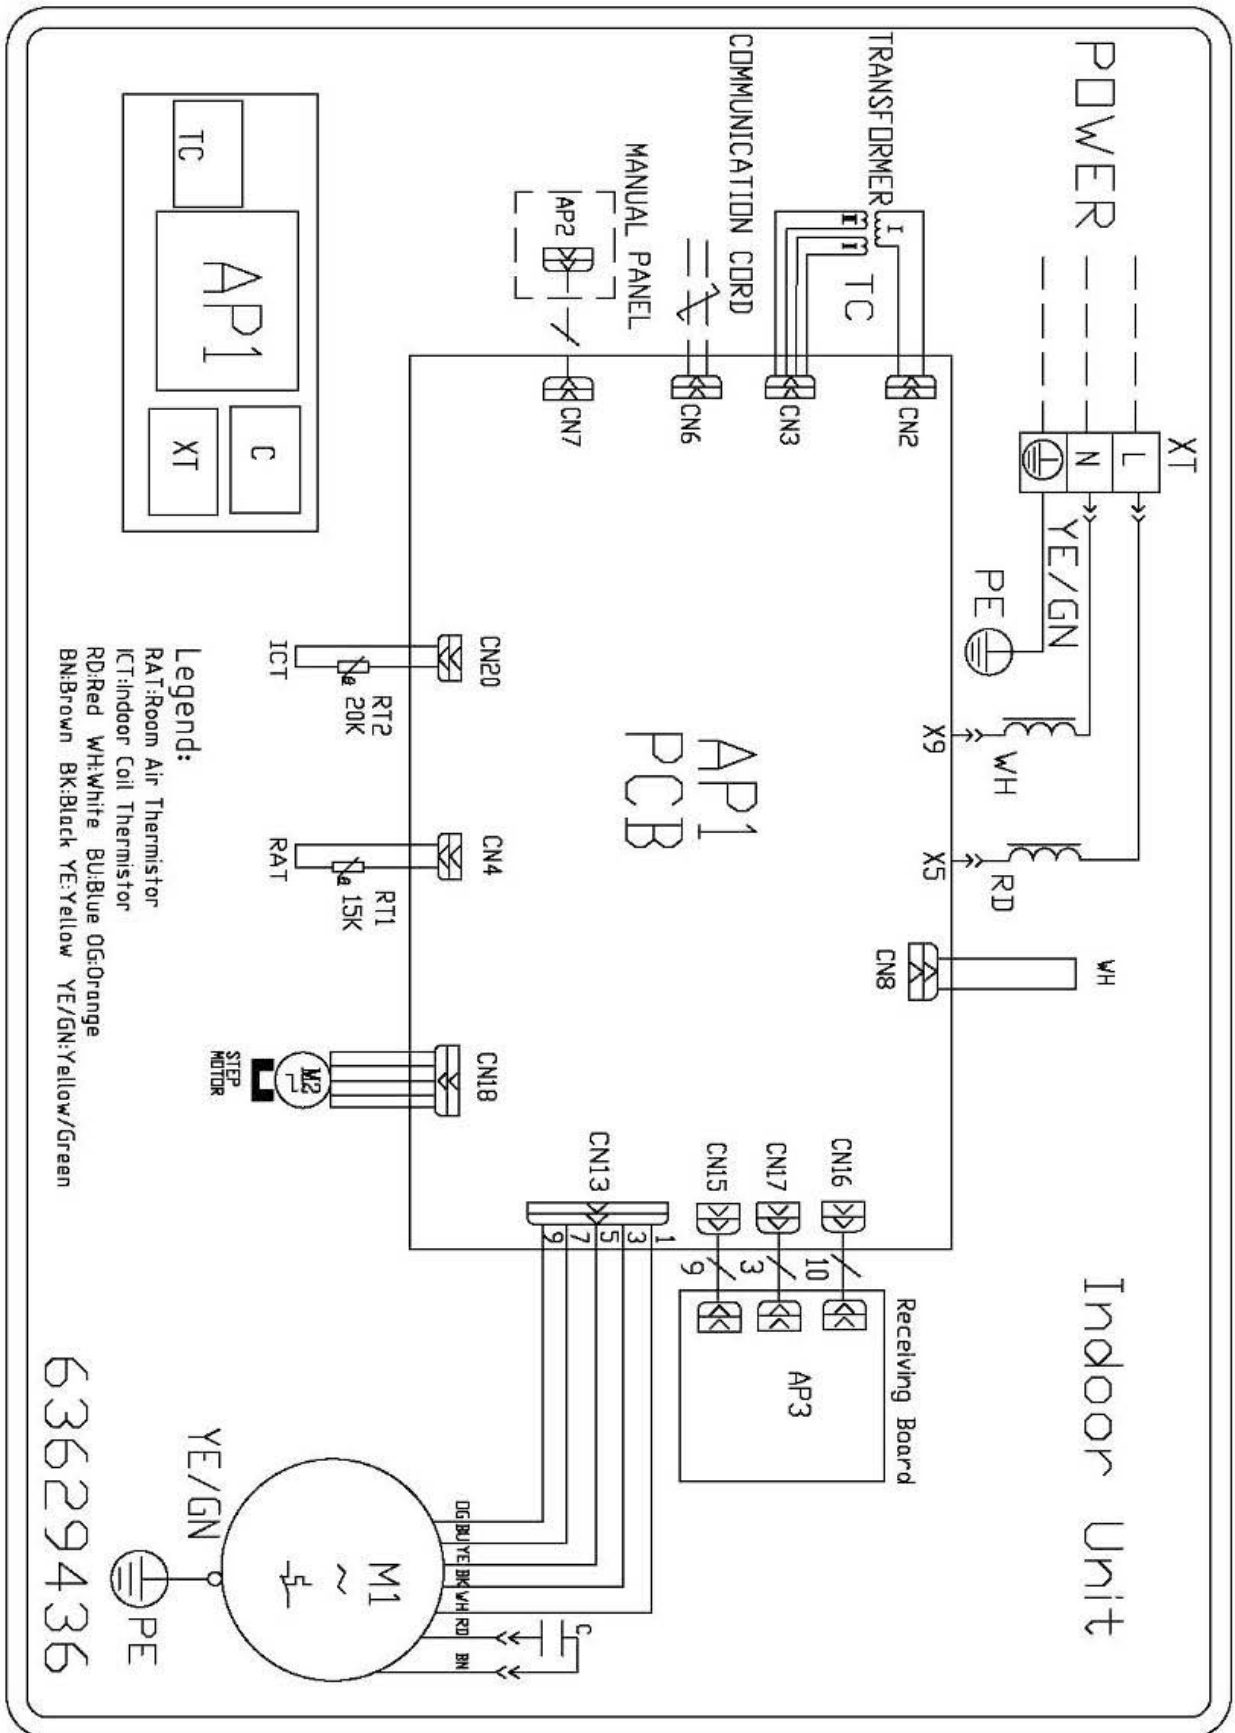 POWER
Indoor Unit
XT
L
N
YE/GN
PE
WH
RD
WH
X9
X5
CN8
TRANSFORMER
I
II
II
TC
COMMUNICATION CORD
MANUAL PANEL
AP2
CN2
CN3
CN6
CN7
AP1
PCB
CN16
CN17
CN15
10
3
9
Receiving Board
AP3
CN13
1
3
5
7
9
CN20
RT2
20K
ICT
CN4
RT1
15K
RAT
CN18
M2
STEP
MOTOR
TC
AP1
C
XT
OG
BU
YE
BK
WH
RD
BN
C
M1
~
YE/GN
PE
Legend:
RAT:Room Air Thermistor
ICT:Indoor Coil Thermistor
RD:Red WH:White BU:Blue OG:Orange
BN:Brown BK:Black YE:Yellow YE/GN:Yellow/Green
63629436